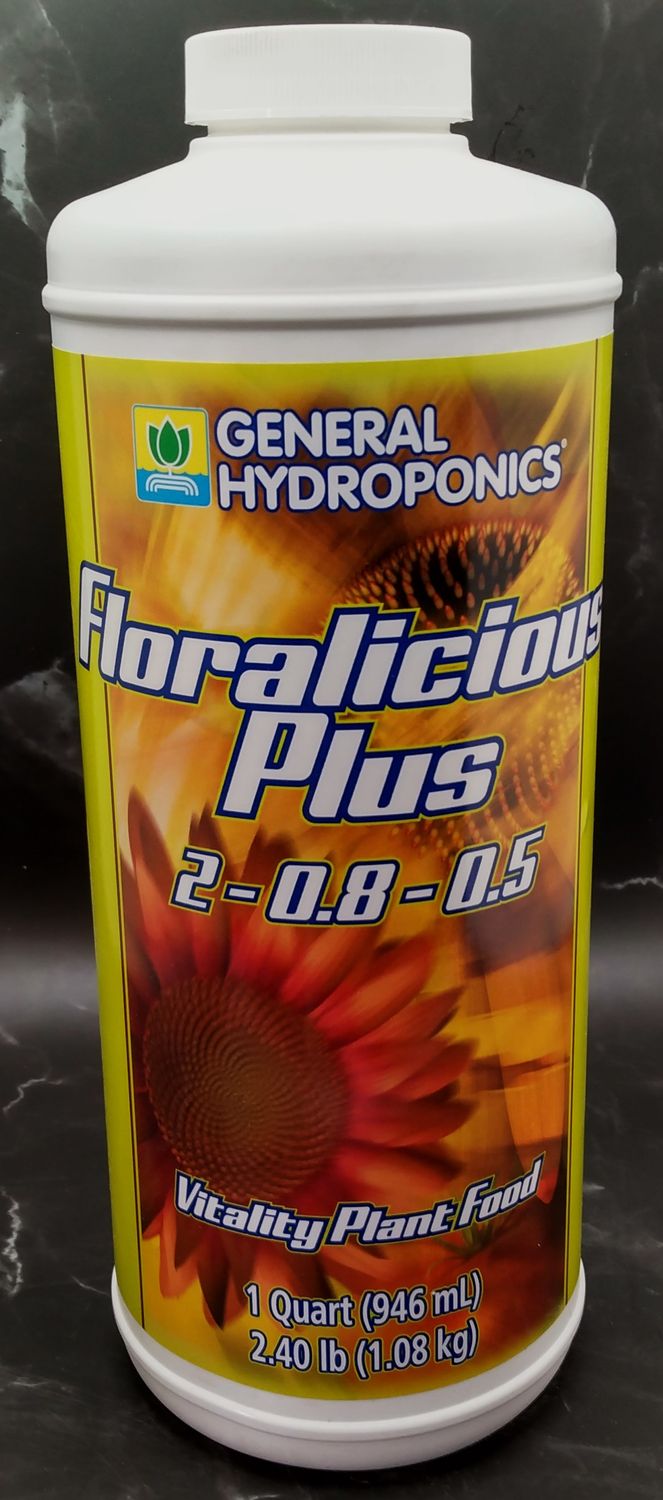 GENERAL
HYDROPONICS
Floralicious
Plus
2-0.8-0.5
Vitality Plant Food
1 Quart (946 mL)
2.40 lb (1.08 kg)